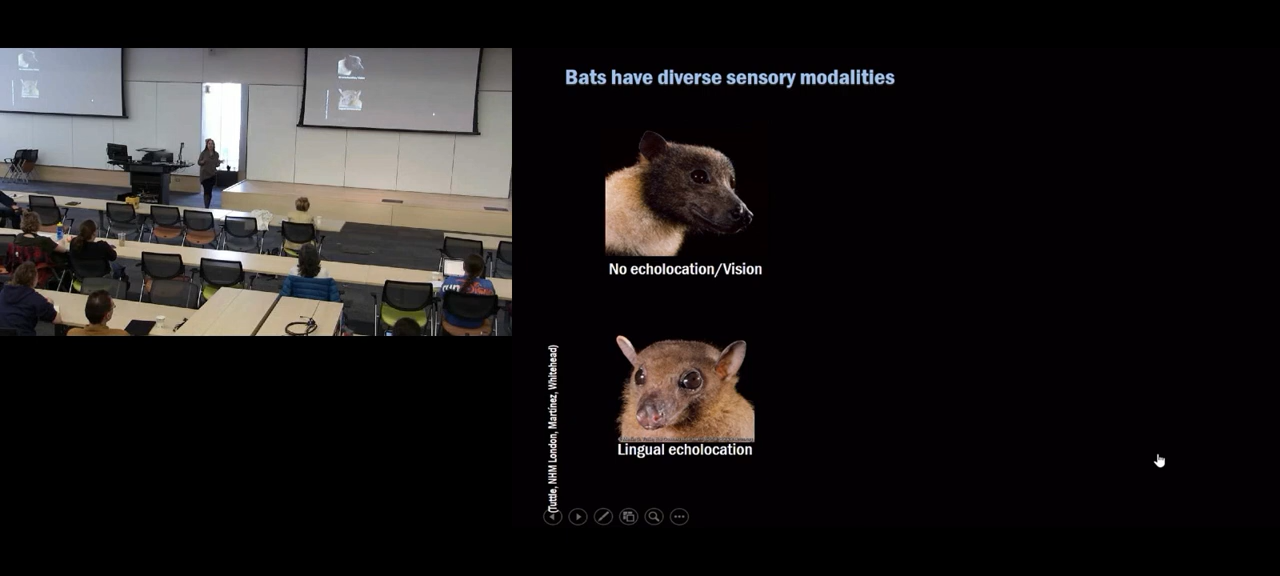 Bats have diverse sensory modalities
No echolocation/Vision
Lingual echolocation
(Tuttle, NHM London, Martinez, Whitehead)